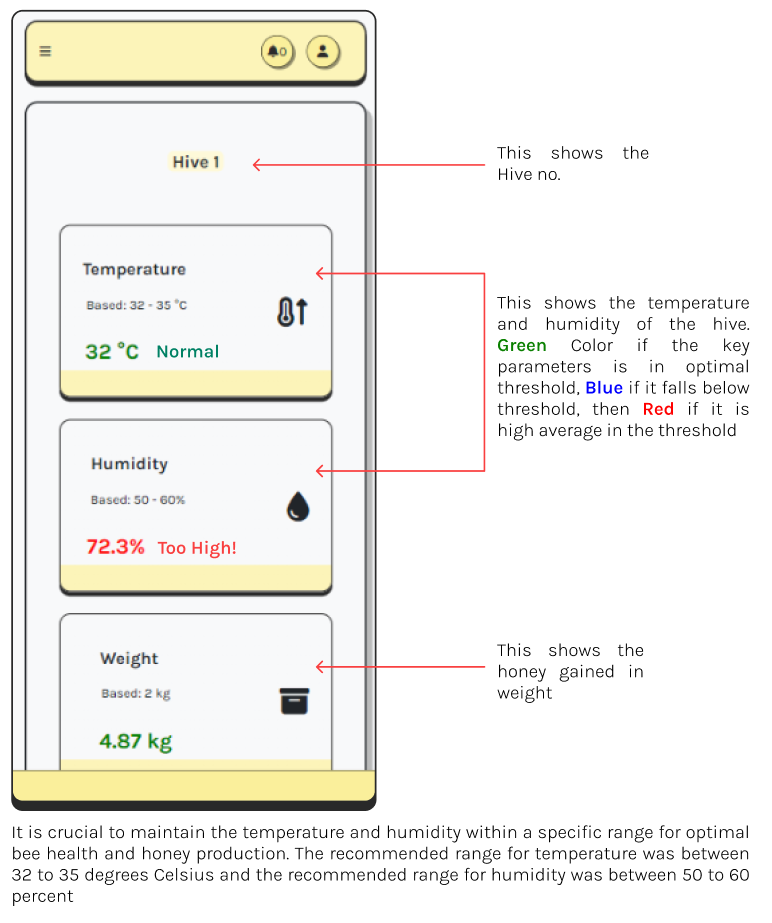 0
Hive 1
This shows the
Hive no.
Temperature
Based: 32 - 35 °C
32 °C Normal
This shows the temperature
and humidity of the hive.
Green Color if the key
parameters is in optimal
threshold, Blue if it falls below
threshold, then Red if it is
high average in the threshold
Humidity
Based: 50 - 60%
72.3% Too High!
Weight
Based: 2 kg
4.87 kg
This shows the
honey gained in
weight
It is crucial to maintain the temperature and humidity within a specific range for optimal
bee health and honey production. The recommended range for temperature was between
32 to 35 degrees Celsius and the recommended range for humidity was between 50 to 60
percent